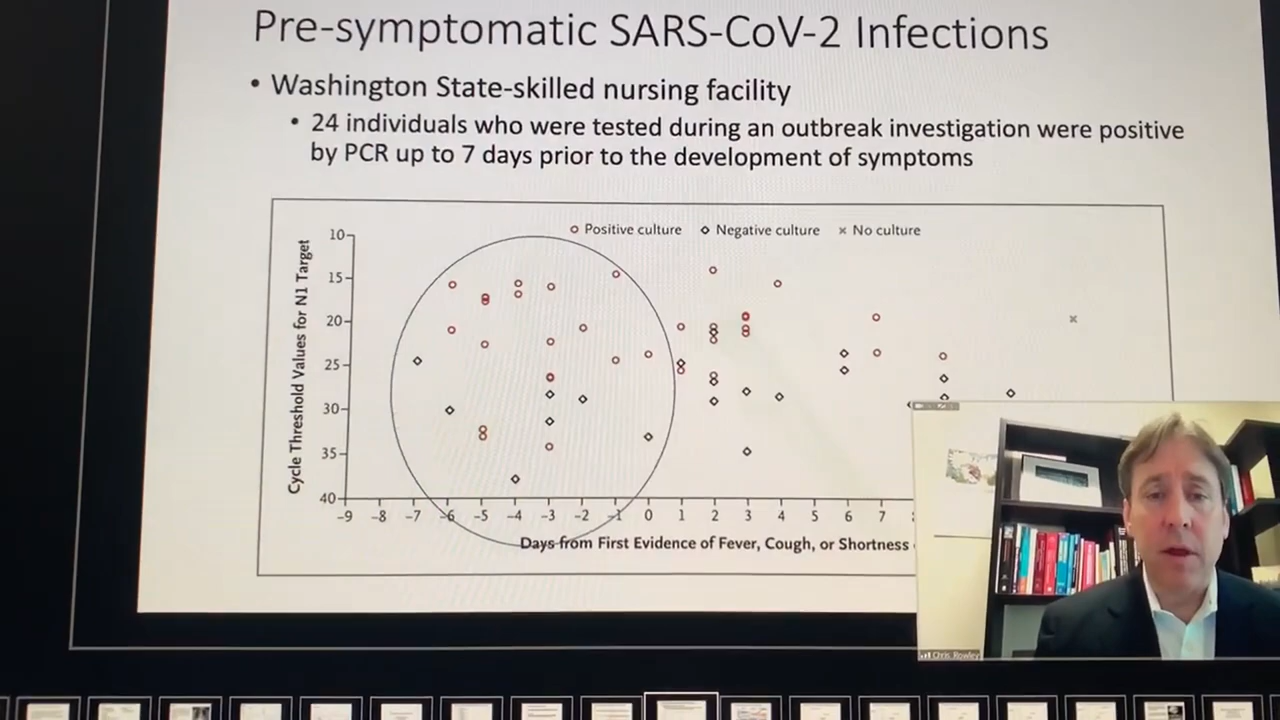 Pre-symptomatic SARS-CoV-2 Infections
• Washington State-skilled nursing facility
• 24 individuals who were tested during an outbreak investigation were positive
by PCR up to 7 days prior to the development of symptoms
Positive culture Negative culture No culture
Cycle Threshold Values for N1 Target
10
15
20
25
30
35
40
-9 -8 -7 -6 -5 -4 -3 -2 -1 0 1 2 3 4 5 6 7
Days from First Evidence of Fever, Cough, or Shortness
Chris Rowley